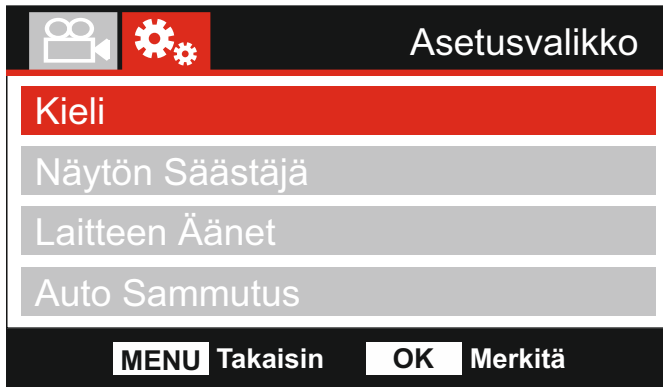 Asetusvalikko
Kieli
Näytön Säästäjä
Laitteen Äänet
Auto Sammutus
MENU Takaisin OK Merkitä